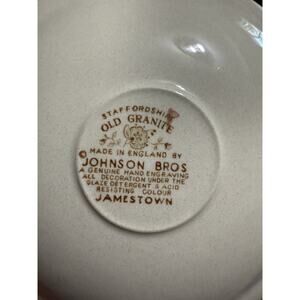 STAFFORDSHIRE
OLD GRANITE
MADE IN ENGLAND BY
© JOHNSON BROS
A GENUINE HAND ENGRAVING
ALL DECORATION UNDER THE
GLAZE DETERGENT & ACID
RESISTING COLOUR
JAMESTOWN